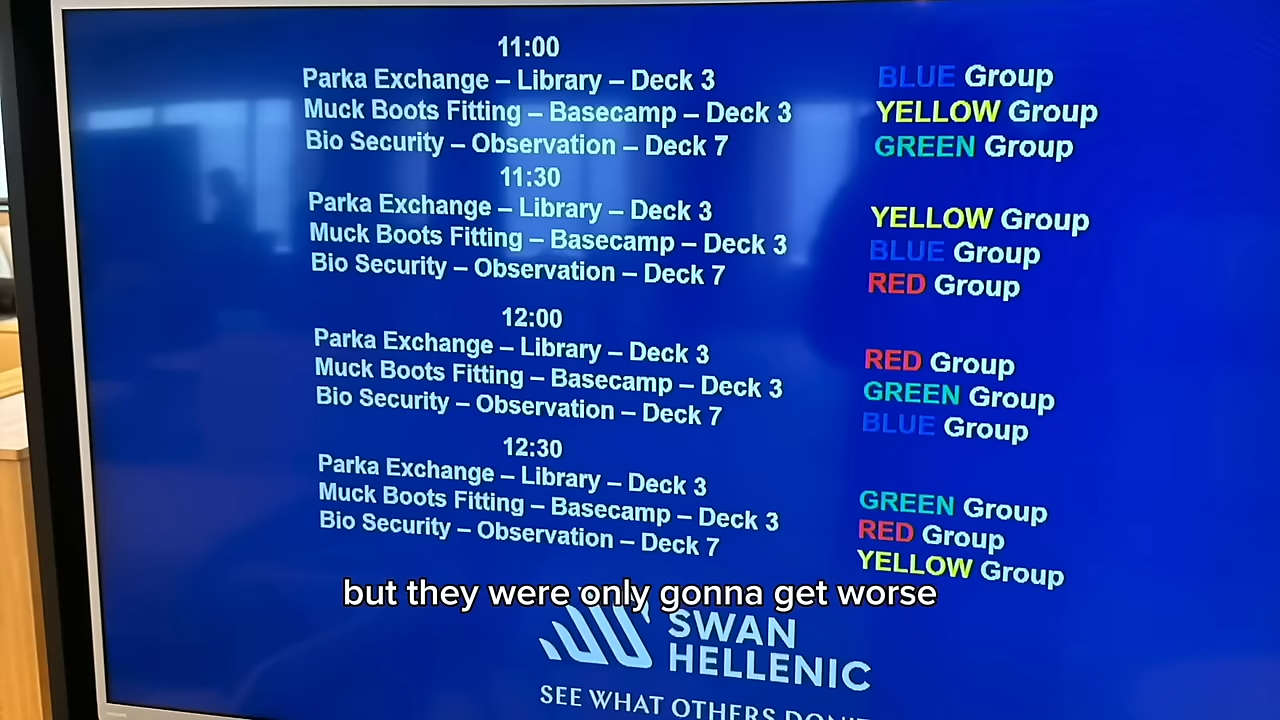 11:00
Parka Exchange – Library – Deck 3 BLUE Group
Muck Boots Fitting – Basecamp – Deck 3 YELLOW Group
Bio Security – Observation – Deck 7 GREEN Group
11:30
Parka Exchange – Library – Deck 3 YELLOW Group
Muck Boots Fitting – Basecamp – Deck 3 BLUE Group
Bio Security – Observation – Deck 7 RED Group
12:00
Parka Exchange – Library – Deck 3 RED Group
Muck Boots Fitting – Basecamp – Deck 3 GREEN Group
Bio Security – Observation – Deck 7 BLUE Group
12:30
Parka Exchange – Library – Deck 3 GREEN Group
Muck Boots Fitting – Basecamp – Deck 3 RED Group
Bio Security – Observation – Deck 7 YELLOW Group
but they were only gonna get worse
SWAN
HELLENIC
SEE WHAT OTHERS